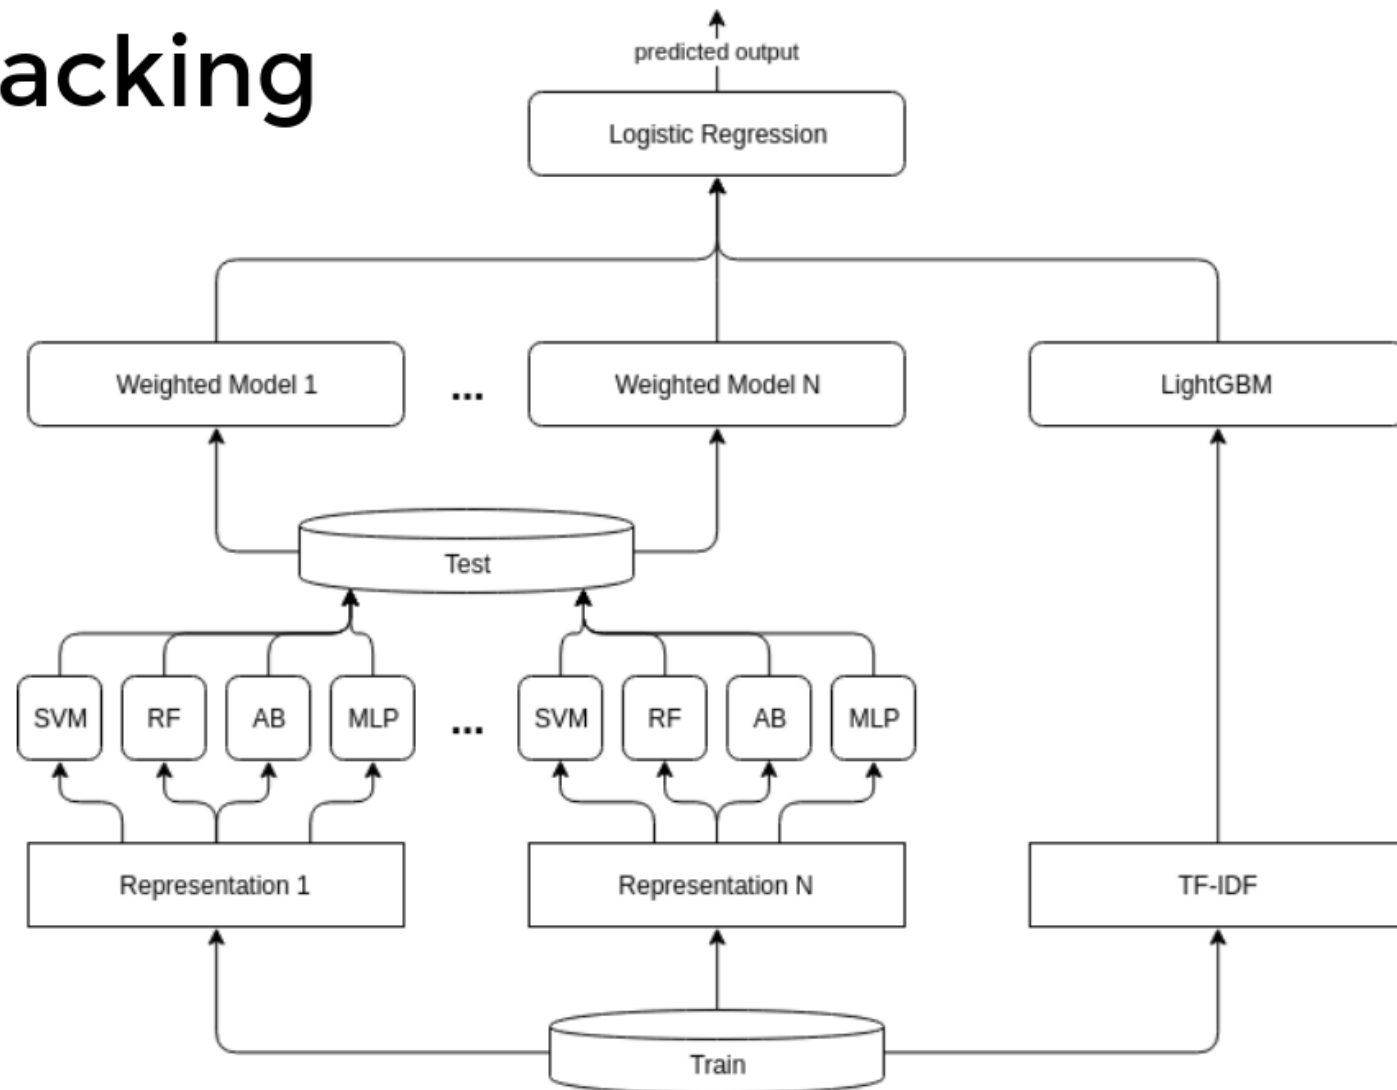 acking
predicted output
Logistic Regression
Weighted Model 1
...
Weighted Model N
LightGBM
Test
SVM
RF
AB
MLP
...
SVM
RF
AB
MLP
Representation 1
Representation N
TF-IDF
Train